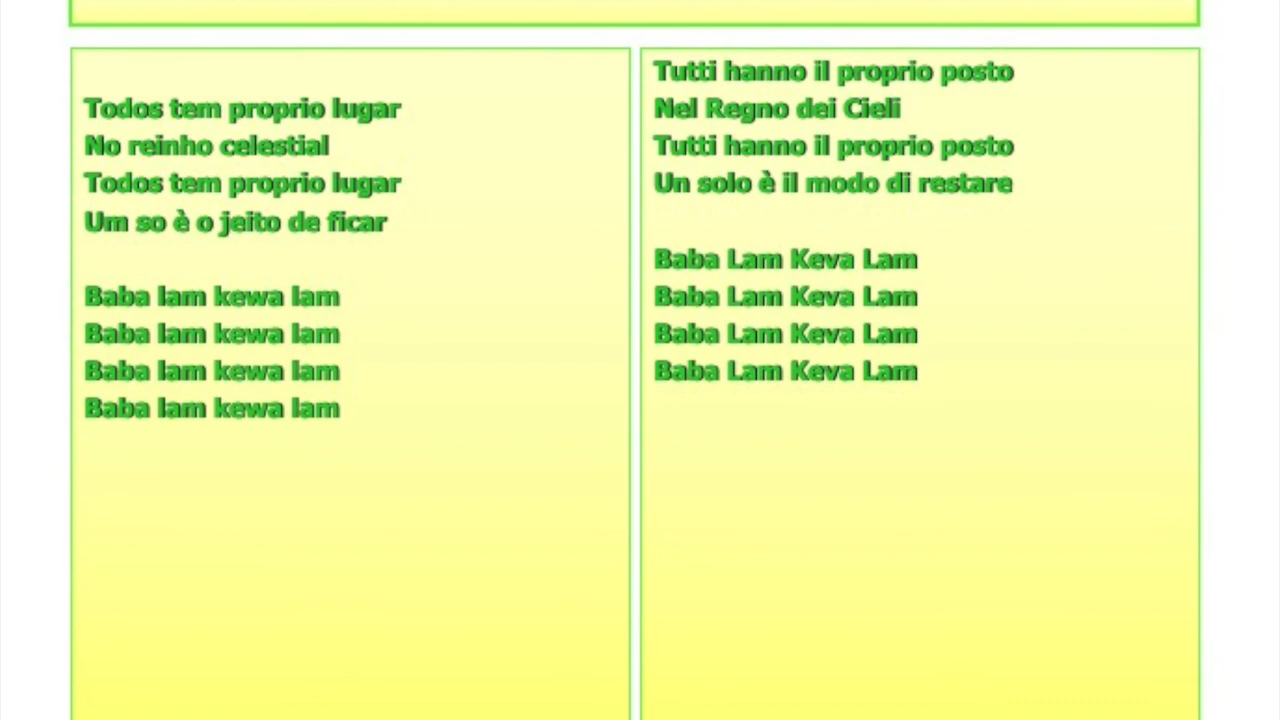 Todos tem proprio lugar
No reinho celestial
Todos tem proprio lugar
Um so è o jeito de ficar
Baba lam kewa lam
Baba lam kewa lam
Baba lam kewa lam
Baba lam kewa lam
Tutti hanno il proprio posto
Nel Regno dei Cieli
Tutti hanno il proprio posto
Un solo è il modo di restare
Baba Lam Keva Lam
Baba Lam Keva Lam
Baba Lam Keva Lam
Baba Lam Keva Lam